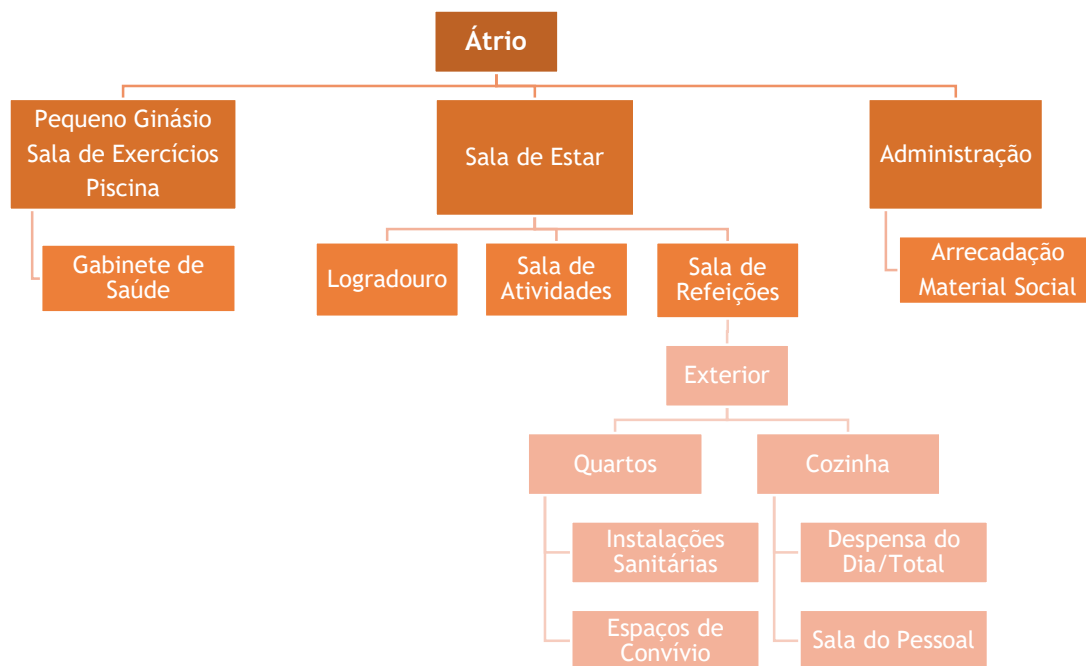 Átrio
Pequeno Ginásio
Sala de Exercícios
Piscina
Sala de Estar
Administração
Gabinete de
Saúde
Logradouro
Sala de
Atividades
Sala de
Refeições
Arrecadação
Material Social
Exterior
Quartos
Cozinha
Instalações
Sanitárias
Despensa do
Dia/Total
Espaços de
Convívio
Sala do Pessoal